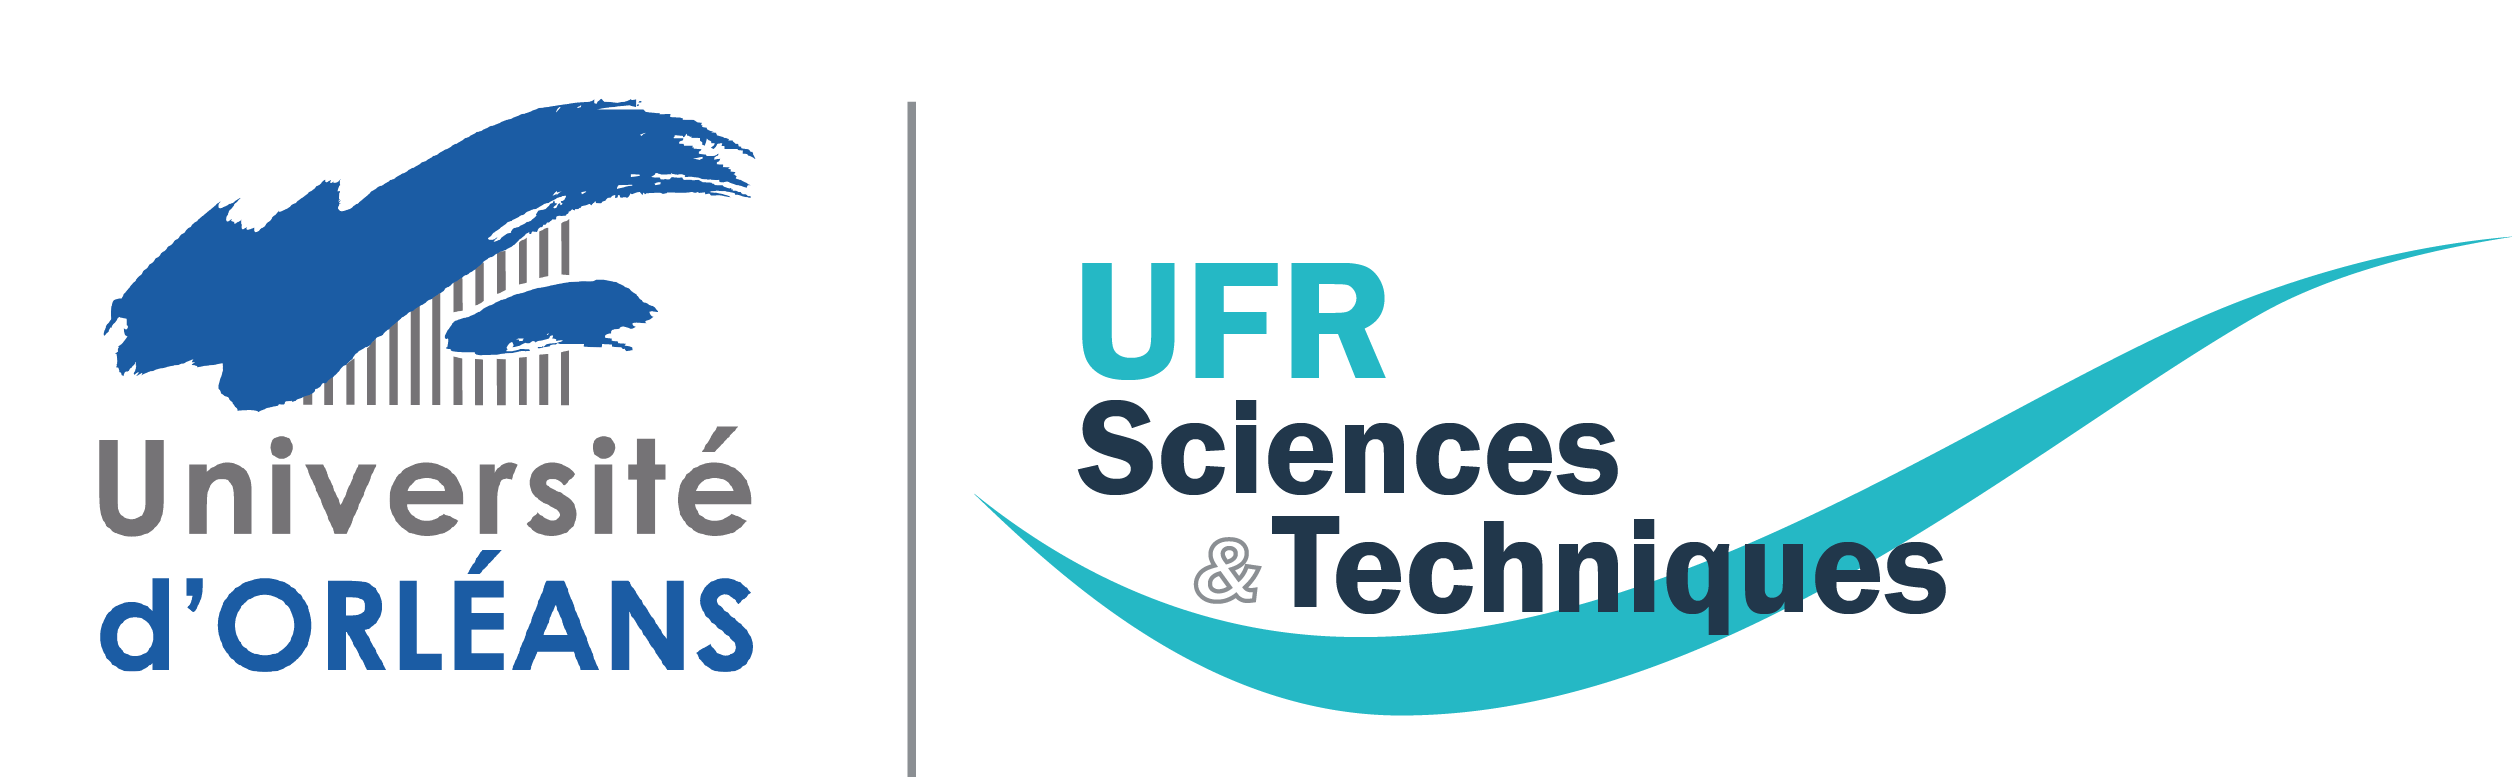 Université
d'ORLÉANS
UFR
Sciences
& Techniques